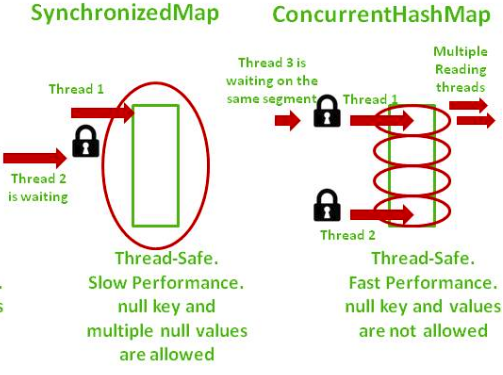 SynchronizedMap
Thread 1
Thread 2
is waiting
Thread-Safe.
Slow Performance.
null key and
multiple null values
are allowed
ConcurrentHashMap
Thread 3 is
waiting on the
same segment
Thread 1
Multiple
Reading
threads
Thread 2
Thread-Safe.
Fast Performance.
null key and values
are not allowed